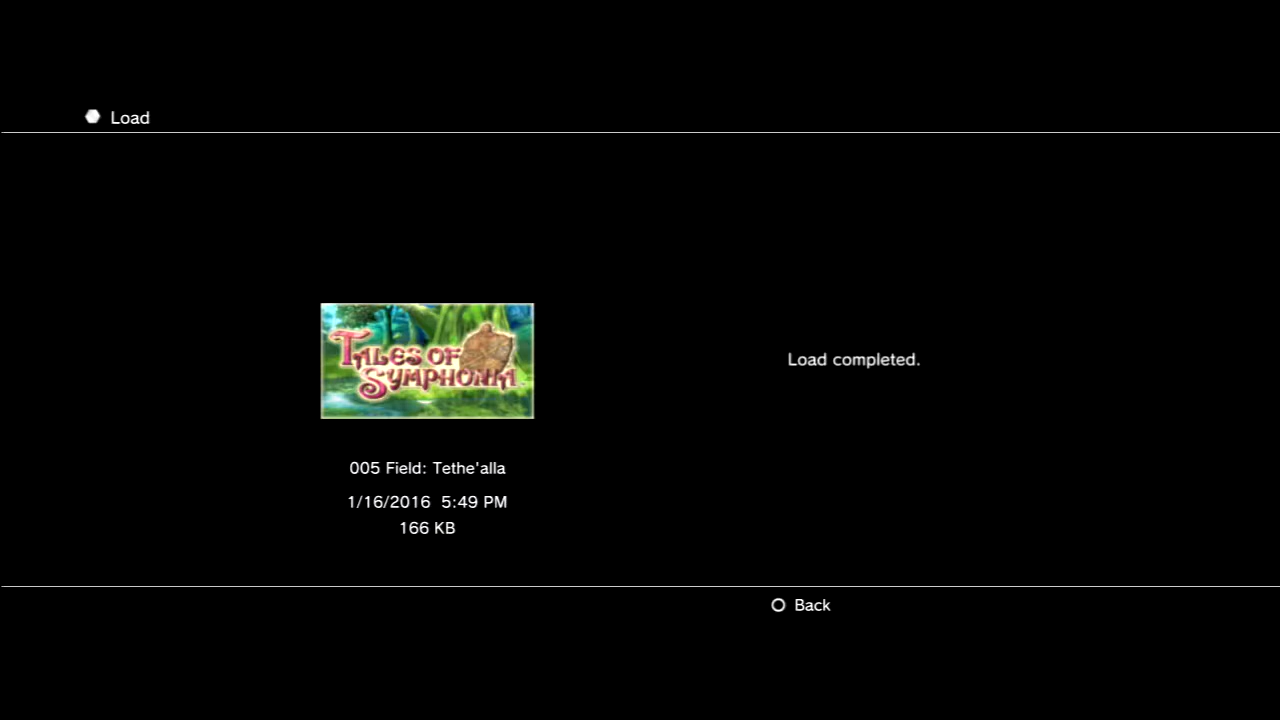 Load
TALES OF
SYMPHONIA
Load completed.
005 Field: Tethe'alla
1/16/2016 5:49 PM
166 KB
Back